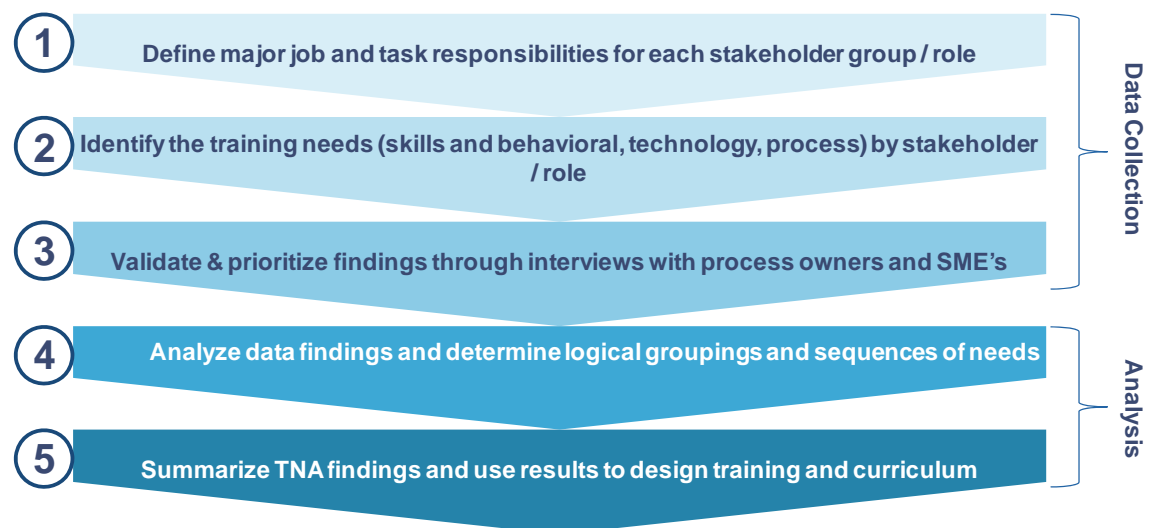 1
Define major job and task responsibilities for each stakeholder group / role
2
Identify the training needs (skills and behavioral, technology, process) by stakeholder
/ role
3
Validate & prioritize findings through interviews with process owners and SME's
Data Collection
4
Analyze data findings and determine logical groupings and sequences of needs
5
Summarize TNA findings and use results to design training and curriculum
Analysis